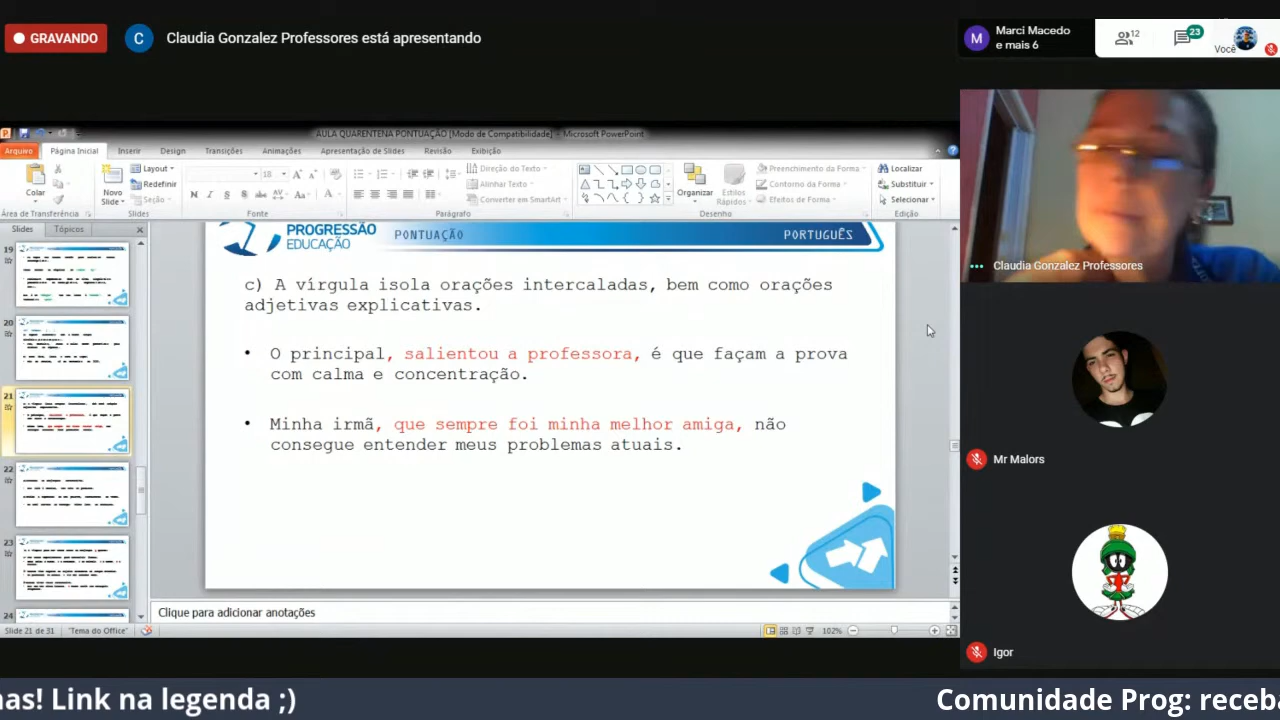 GRAVANDO
C
Claudia Gonzalez Professores está apresentando
M
Marci Macedo
e mais 6
12
23
Você
AULA QUARENTENA PONTUAÇÃO [Modo de Compatibilidade] - Microsoft PowerPoint
Arquivo
Página Inicial
Inserir
Design
Transições
Animações
Apresentação de Slides
Revisão
Exibição
Colar
Novo
Slide
Layout
Redefinir
Excluir
18
N I S
Direção do Texto
Alinhar Texto
Converter em SmartArt
Organizar
Estilos
Rápidos
Preenchimento da Forma
Contorno da Forma
Efeitos de Forma
Localizar
Substituir
Selecionar
Área de Transferência
Slides
Fonte
Parágrafo
Desenho
Edição
Slides
Tópicos
19
20
21
22
23
24
PROGRESSÃO
EDUCAÇÃO
PONTUAÇÃO
PORTUGUÊS
c) A vírgula isola orações intercaladas, bem como orações
adjetivas explicativas.
• O principal, salientou a professora, é que façam a prova
com calma e concentração.
• Minha irmã, que sempre foi minha melhor amiga, não
consegue entender meus problemas atuais.
Clique para adicionar anotações
Slide 21 de 31
"Tema do Office"
102%
Claudia Gonzalez Professores
Mr Malors
Igor
nas! Link na legenda ;)
Comunidade Prog: receba